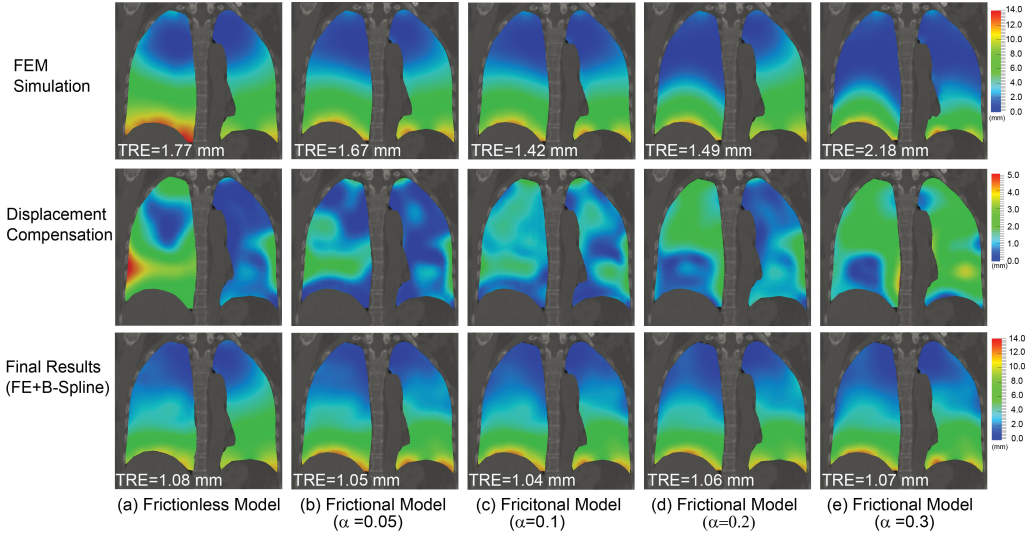 FEM
Simulation
TRE=1.77 mm
TRE=1.67 mm
TRE=1.42 mm
TRE=1.49 mm
TRE=2.18 mm
14.0
12.0
10.0
8.0
6.0
4.0
2.0
0.0
(mm)
Displacement
Compensation
5.0
4.0
3.0
2.0
1.0
0.0
(mm)
Final Results
(FE+B-Spline)
TRE=1.08 mm
TRE=1.05 mm
TRE=1.04 mm
TRE=1.06 mm
TRE=1.07 mm
14.0
12.0
10.0
8.0
6.0
4.0
2.0
0.0
(mm)
(a) Frictionless Model
(b) Frictional Model
(α =0.05)
(c) Fricitonal Model
(α=0.1)
(d) Frictional Model
(α=0.2)
(e) Frictional Model
(α =0.3)